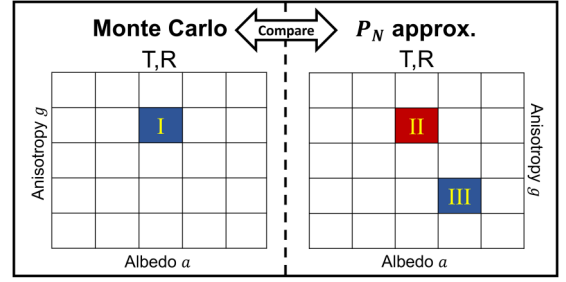 Monte Carlo
Compare
P_N approx.
T,R
T,R
Anisotropy g
I
II
III
Anisotropy g
Albedo a
Albedo a